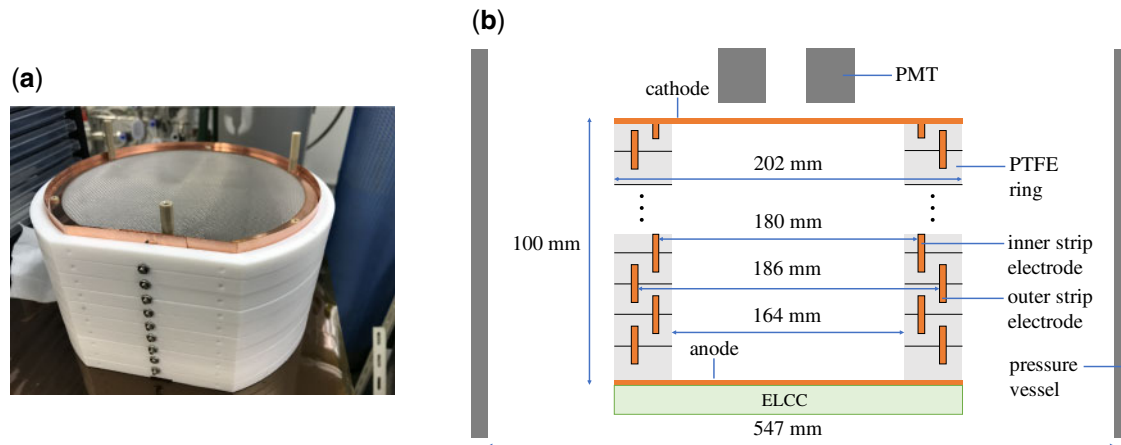 (a)
(b)
PMT
cathode
202 mm
PTFE
ring
180 mm
100 mm
inner strip
electrode
186 mm
outer strip
electrode
164 mm
anode
pressure
vessel
ELCC
547 mm